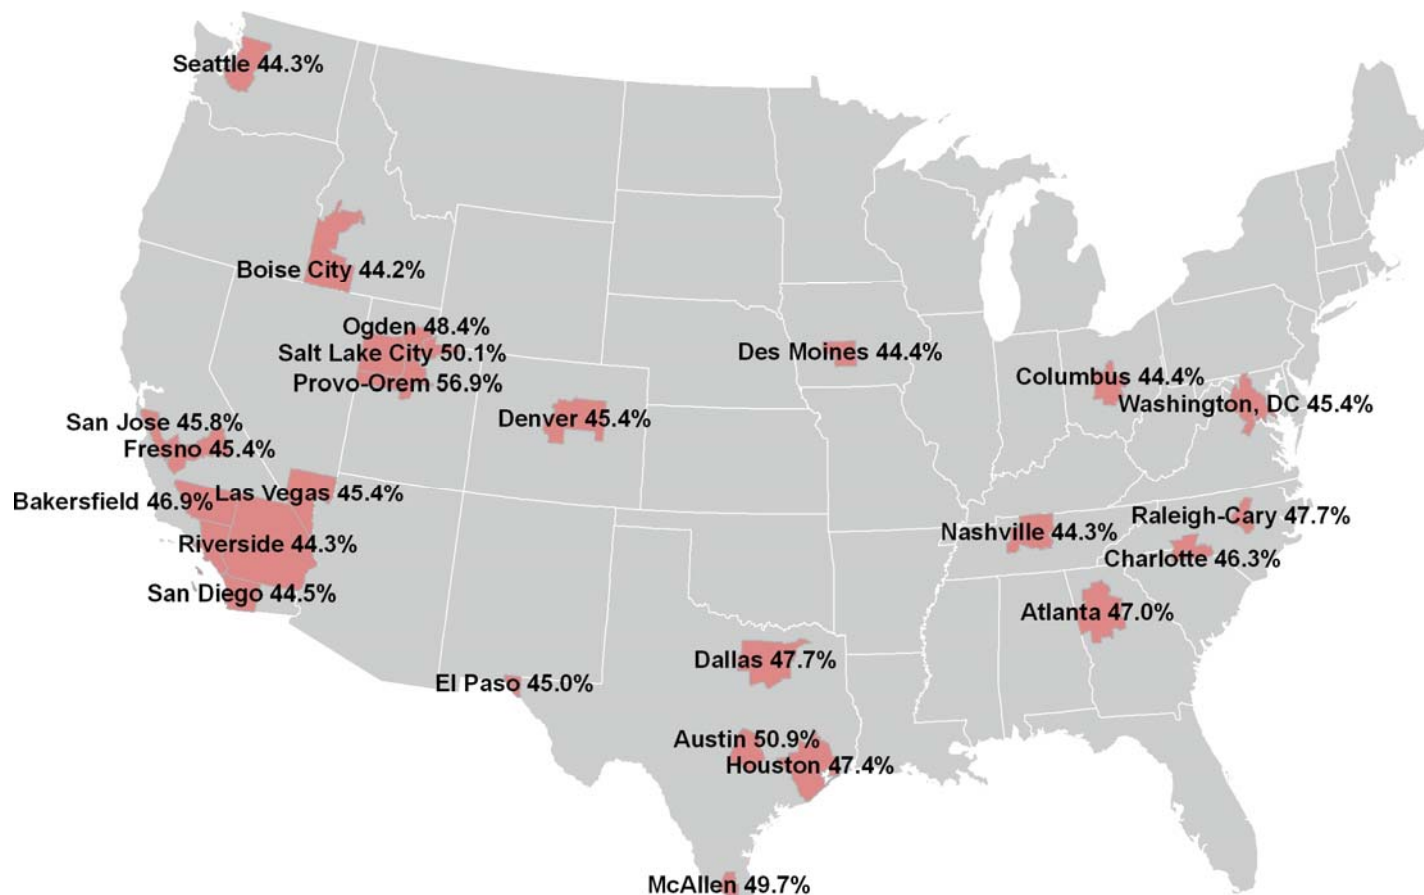 Seattle 44.3%
Boise City 44.2%
Ogden 48.4%
Salt Lake City 50.1%
Provo-Orem 56.9%
Des Moines 44.4%
Columbus 44.4%
Washington, DC 45.4%
Denver 45.4%
San Jose 45.8%
Fresno 45.4%
Bakersfield 46.9%
Las Vegas 45.4%
Riverside 44.3%
San Diego 44.5%
Nashville 44.3%
Raleigh-Cary 47.7%
Charlotte 46.3%
Atlanta 47.0%
Dallas 47.7%
El Paso 45.0%
Austin 50.9%
Houston 47.4%
McAllen 49.7%